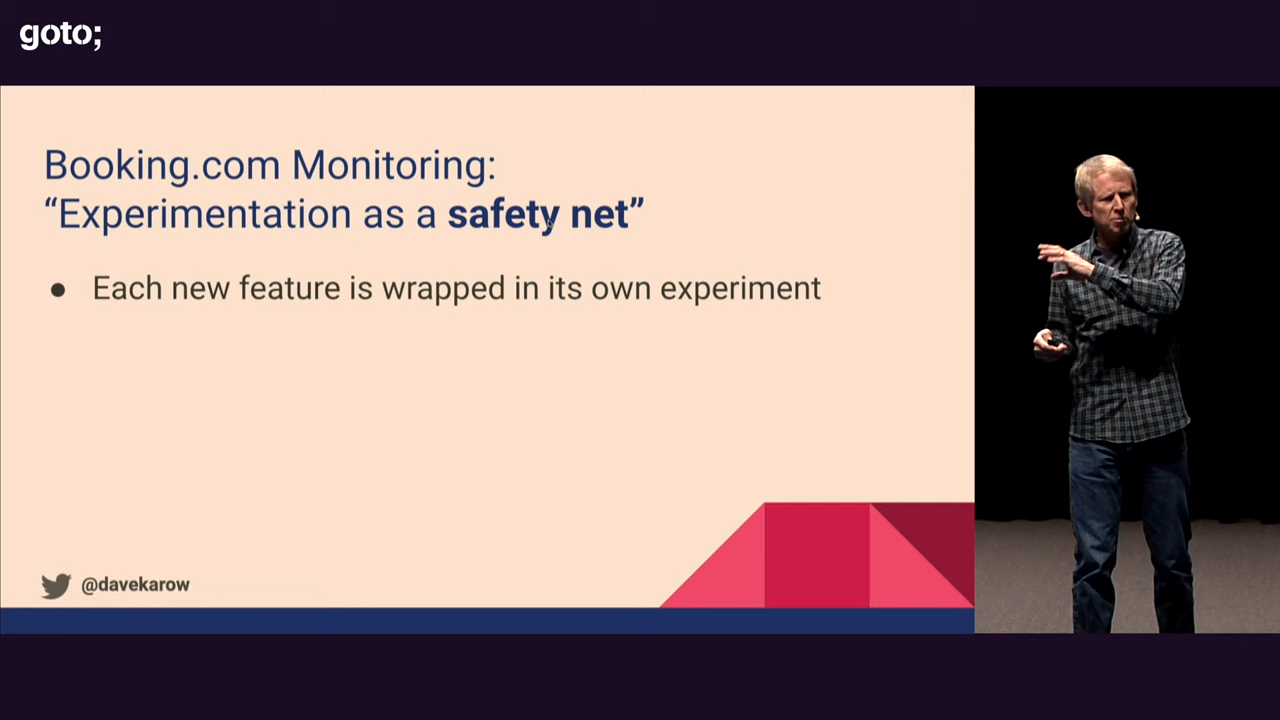 goto;
Booking.com Monitoring:
“Experimentation as a safety net”
● Each new feature is wrapped in its own experiment
@davekarow